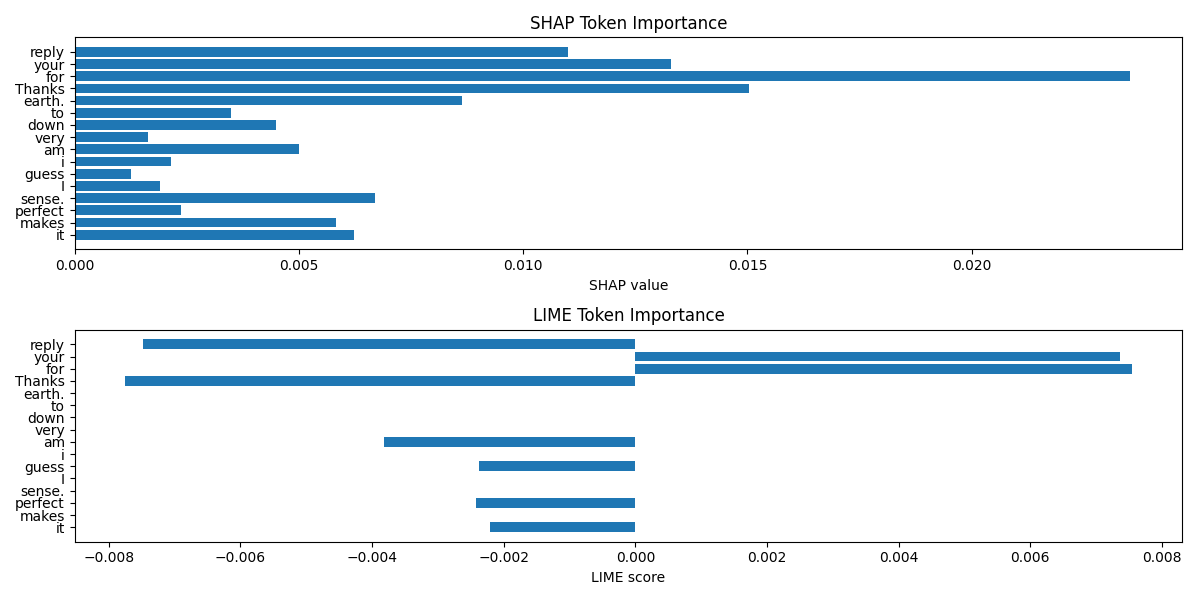 SHAP Token Importance
reply
your
for
Thanks
earth.
to
down
very
am
i
guess
I
sense.
perfect
makes
it
0.000 0.005 0.010 0.015 0.020
SHAP value
LIME Token Importance
reply
your
for
Thanks
earth.
to
down
very
am
i
guess
I
sense.
perfect
makes
it
−0.008 −0.006 −0.004 −0.002 0.000 0.002 0.004 0.006 0.008
LIME score